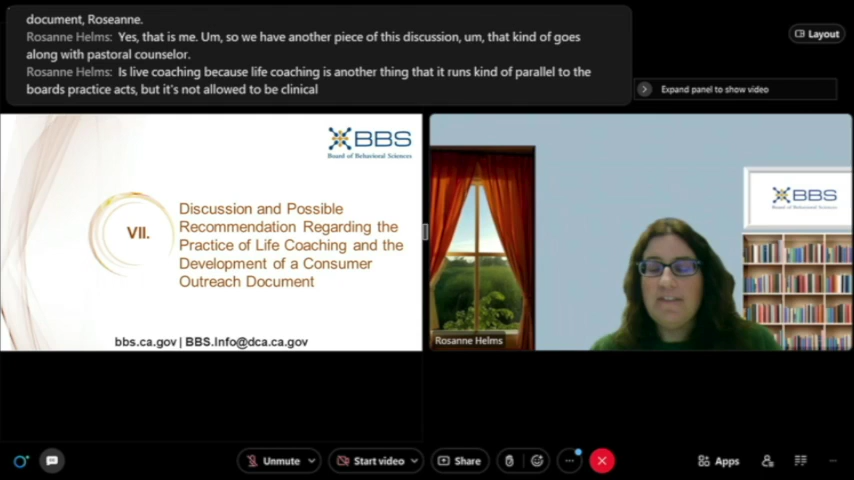 document, Roseanne.
Rosanne Helms: Yes, that is me. Um, so we have another piece of this discussion, um, that kind of goes
along with pastoral counselor.
Rosanne Helms: Is live coaching because life coaching is another thing that it runs kind of parallel to the
boards practice acts, but it's not allowed to be clinical
Layout
Expand panel to show video
BBS
Board of Behavioral Sciences
VII.
Discussion and Possible
Recommendation Regarding the
Practice of Life Coaching and the
Development of a Consumer
Outreach Document
bbs.ca.gov | BBS.Info@dca.ca.gov
BBS
Board of Behavioral Sciences
Rosanne Helms
Unmute
Start video
Share
Apps